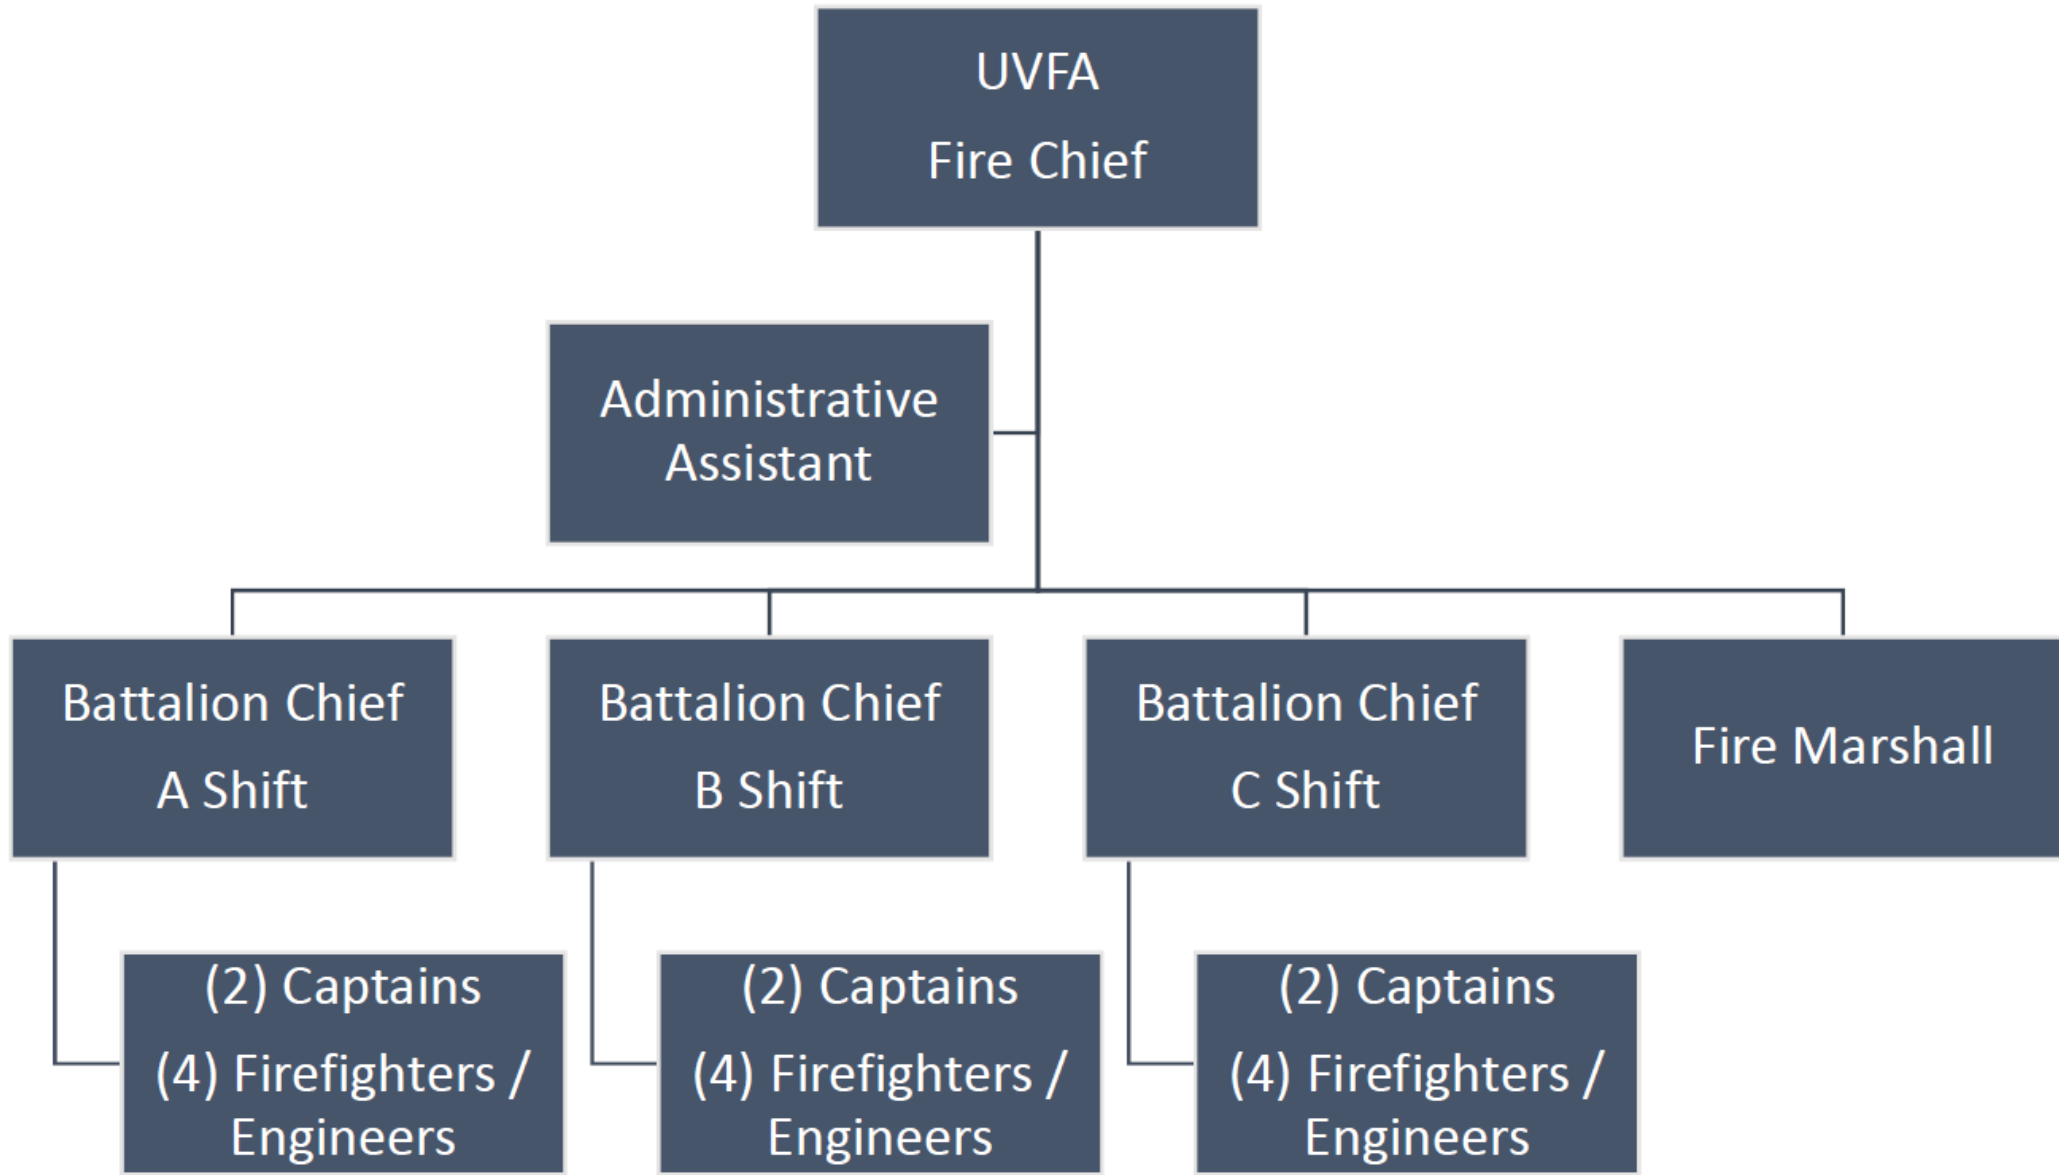 UVFA
Fire Chief
Administrative
Assistant
Battalion Chief
A Shift
Battalion Chief
B Shift
Battalion Chief
C Shift
Fire Marshall
(2) Captains
(4) Firefighters /
Engineers
(2) Captains
(4) Firefighters /
Engineers
(2) Captains
(4) Firefighters /
Engineers